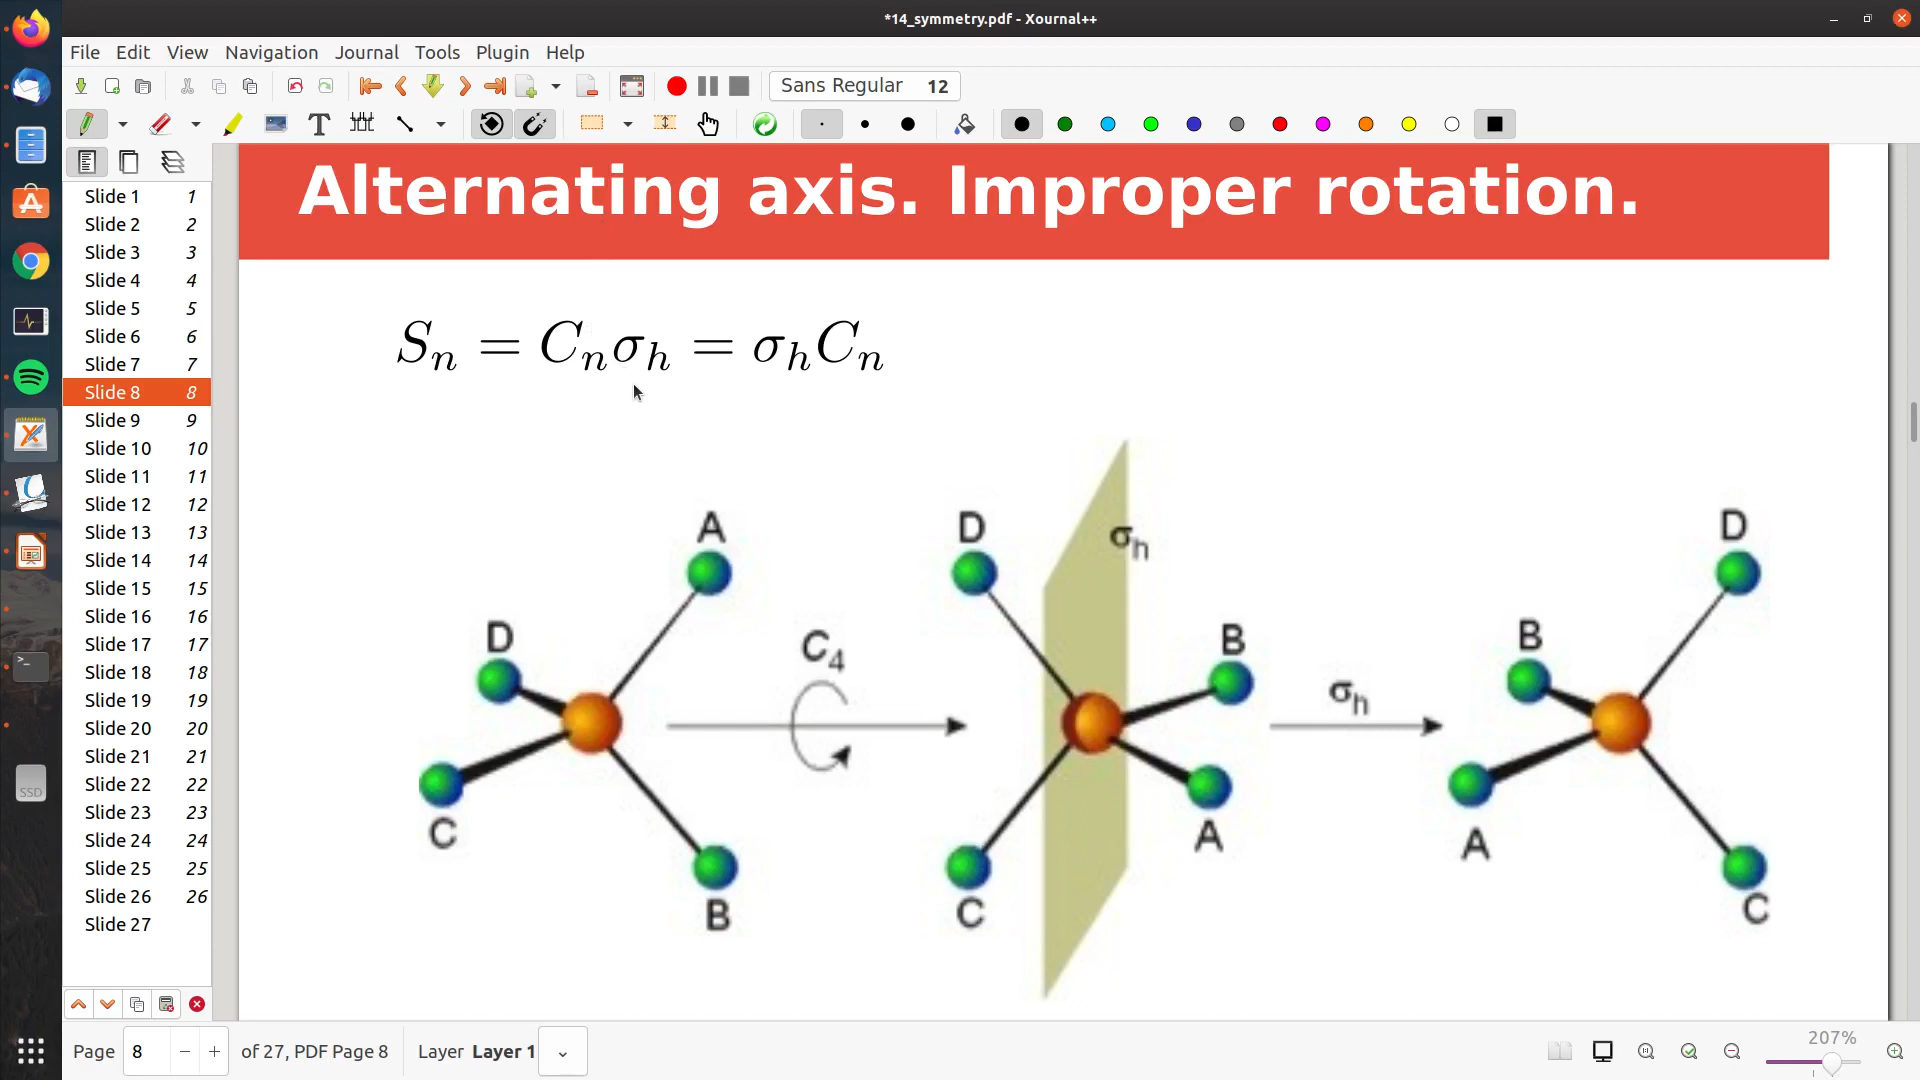 *14_symmetry.pdf - Xournal++
File Edit View Navigation Journal Tools Plugin Help
Sans Regular 12
Slide 1 1
Slide 2 2
Slide 3 3
Slide 4 4
Slide 5 5
Slide 6 6
Slide 7 7
Slide 8 8
Slide 9 9
Slide 10 10
Slide 11 11
Slide 12 12
Slide 13 13
Slide 14 14
Slide 15 15
Slide 16 16
Slide 17 17
Slide 18 18
Slide 19 19
Slide 20 20
Slide 21 21
Slide 22 22
Slide 23 23
Slide 24 24
Slide 25 25
Slide 26 26
Slide 27
Alternating axis. Improper rotation.
Sₙ = Cₙσₕ = σₕCₙ
A
D
C
B
C₄
D
σₕ
B
A
C
σₕ
D
B
A
C
SSD
Page 8 of 27, PDF Page 8 Layer Layer 1
207%